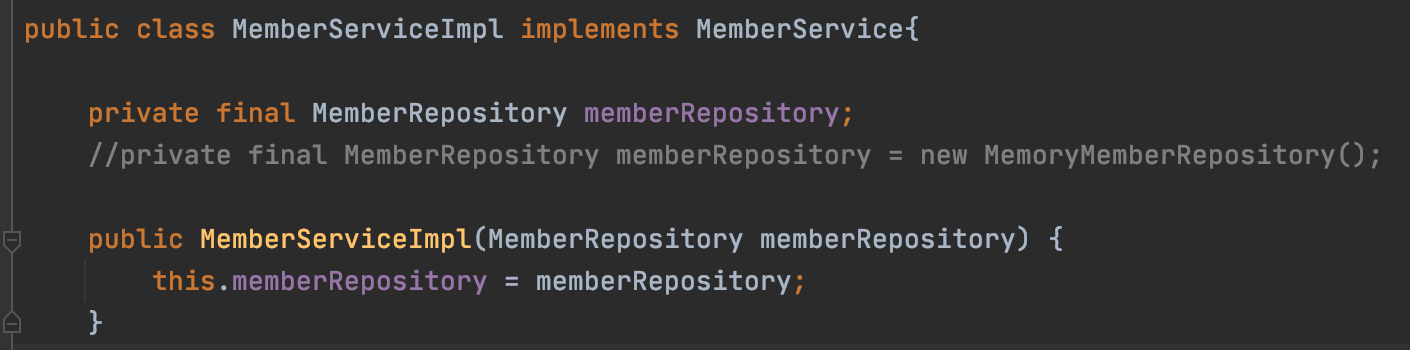 public class MemberServiceImpl implements MemberService{
private final MemberRepository memberRepository;
//private final MemberRepository memberRepository = new MemoryMemberRepository();
public MemberServiceImpl(MemberRepository memberRepository) {
this.memberRepository = memberRepository;
}